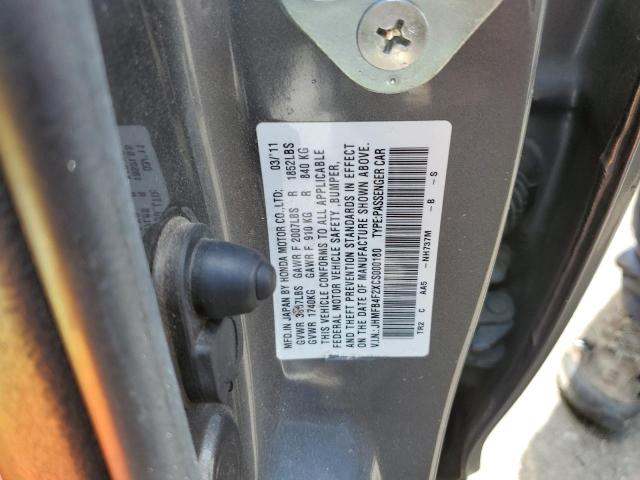 MFD.IN JAPAN BY HONDA MOTOR CO.,LTD: 03/'11
GAWR F 2007LBS R 1852LBS
GVWR 1740KG GAWR F 910 KG R 840 KG
THIS VEHICLE CONFORMS TO ALL APPLICABLE
FEDERAL MOTOR VEHICLE SAFETY ,BUMPER,
AND THEFT PREVENTION STANDARDS IN EFFECT
ON THE DATE OF MANUFACTURE SHOWN ABOVE.
V.I.N:JHMFB4F2XCS000180 TYPE:PASSENGER CAR
TR2 C AA5 -NH737M -B -S